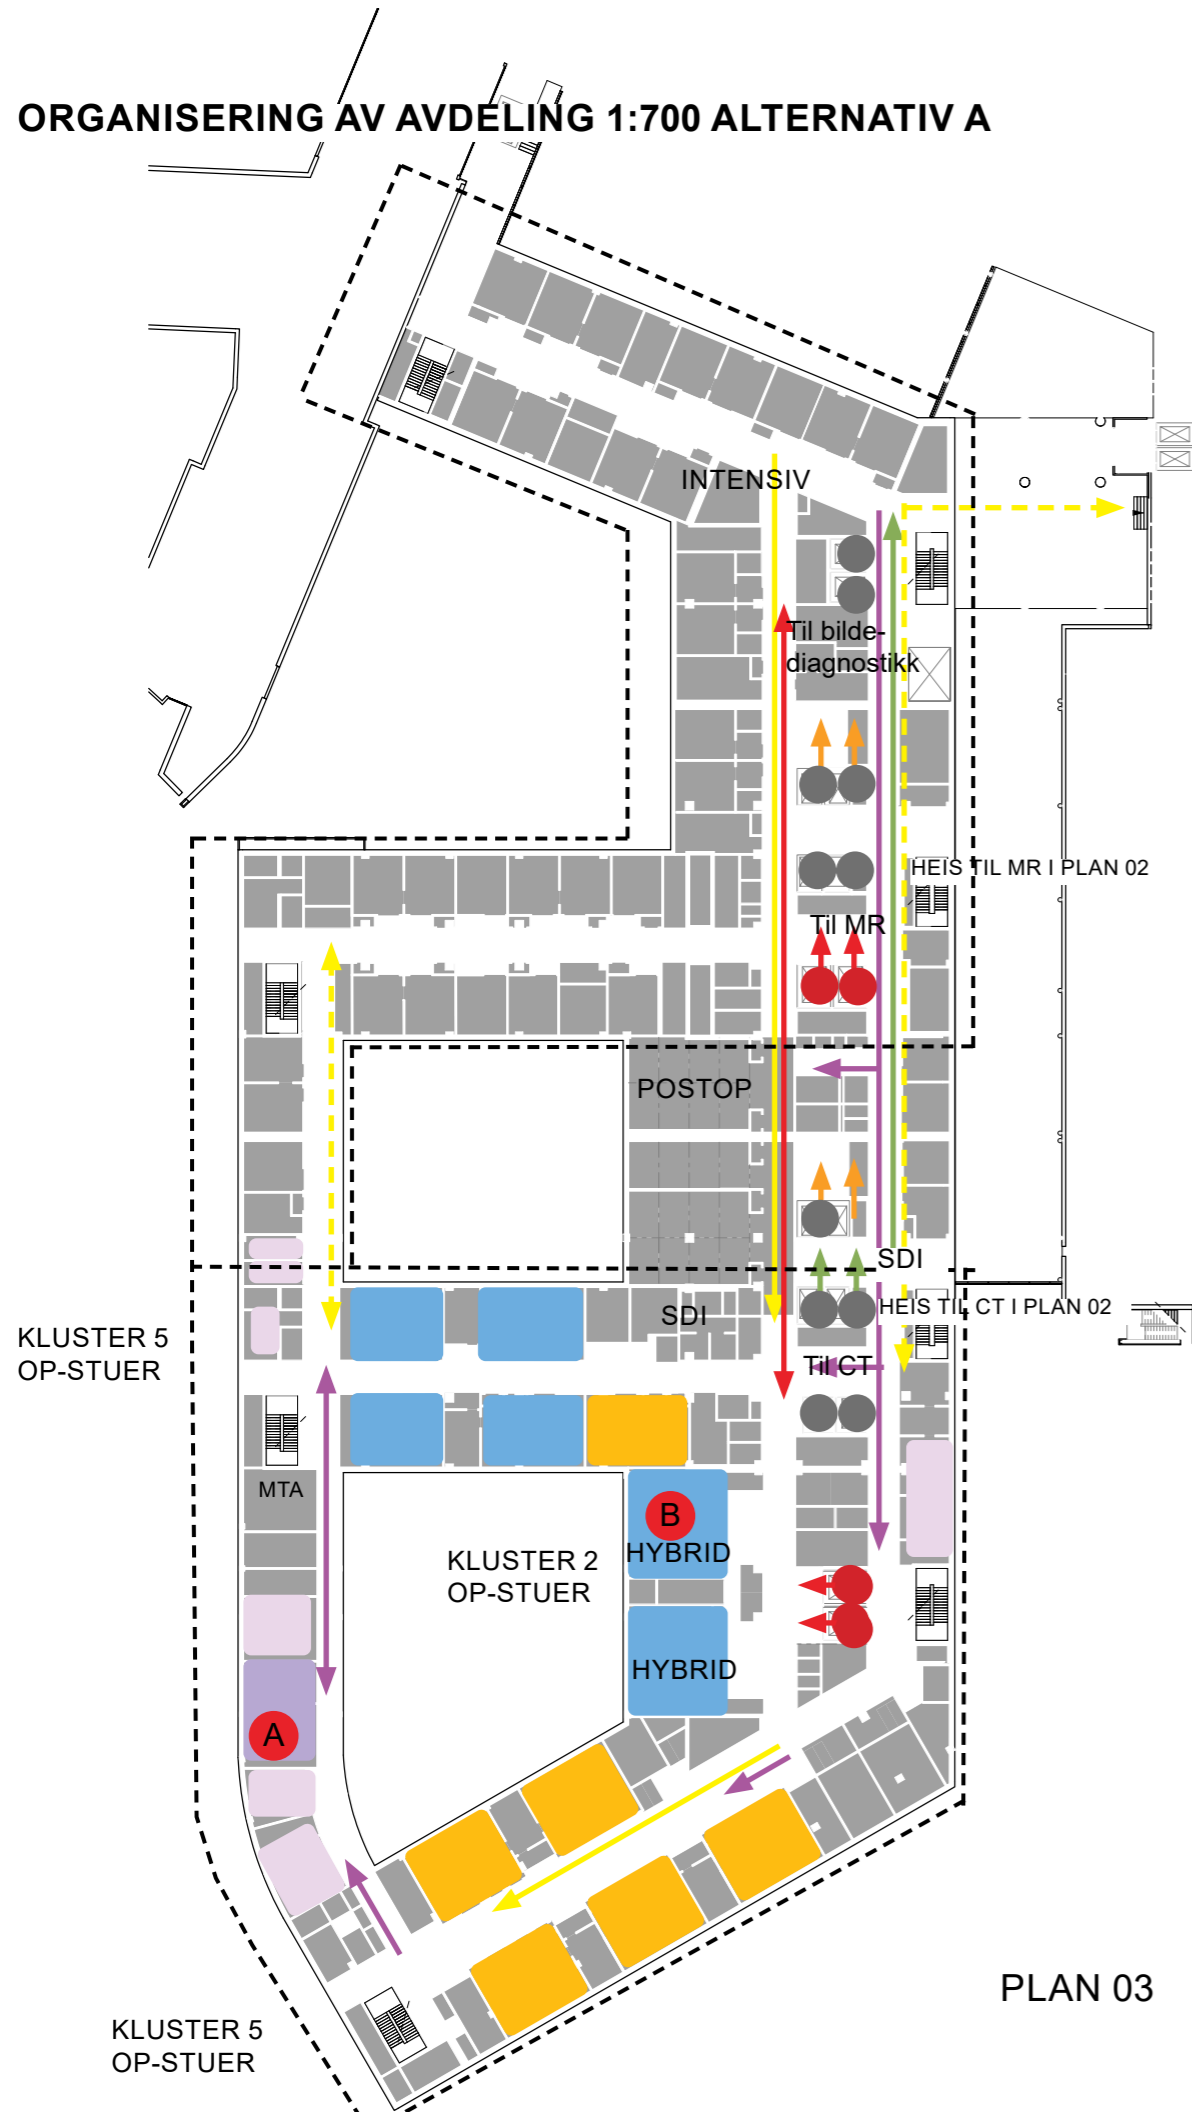 ORGANISERING AV AVDELING 1:700 ALTERNATIV A
INTENSIV
Til bilde-
diagnostikk
HEIS TIL MR I PLAN 02
Til MR
POSTOP
SDI
HEIS TIL CT I PLAN 02
SDI
KLUSTER 5
OP-STUER
Til CT
MTA
B
HYBRID
KLUSTER 2
OP-STUER
HYBRID
A
PLAN 03
KLUSTER 5
OP-STUER